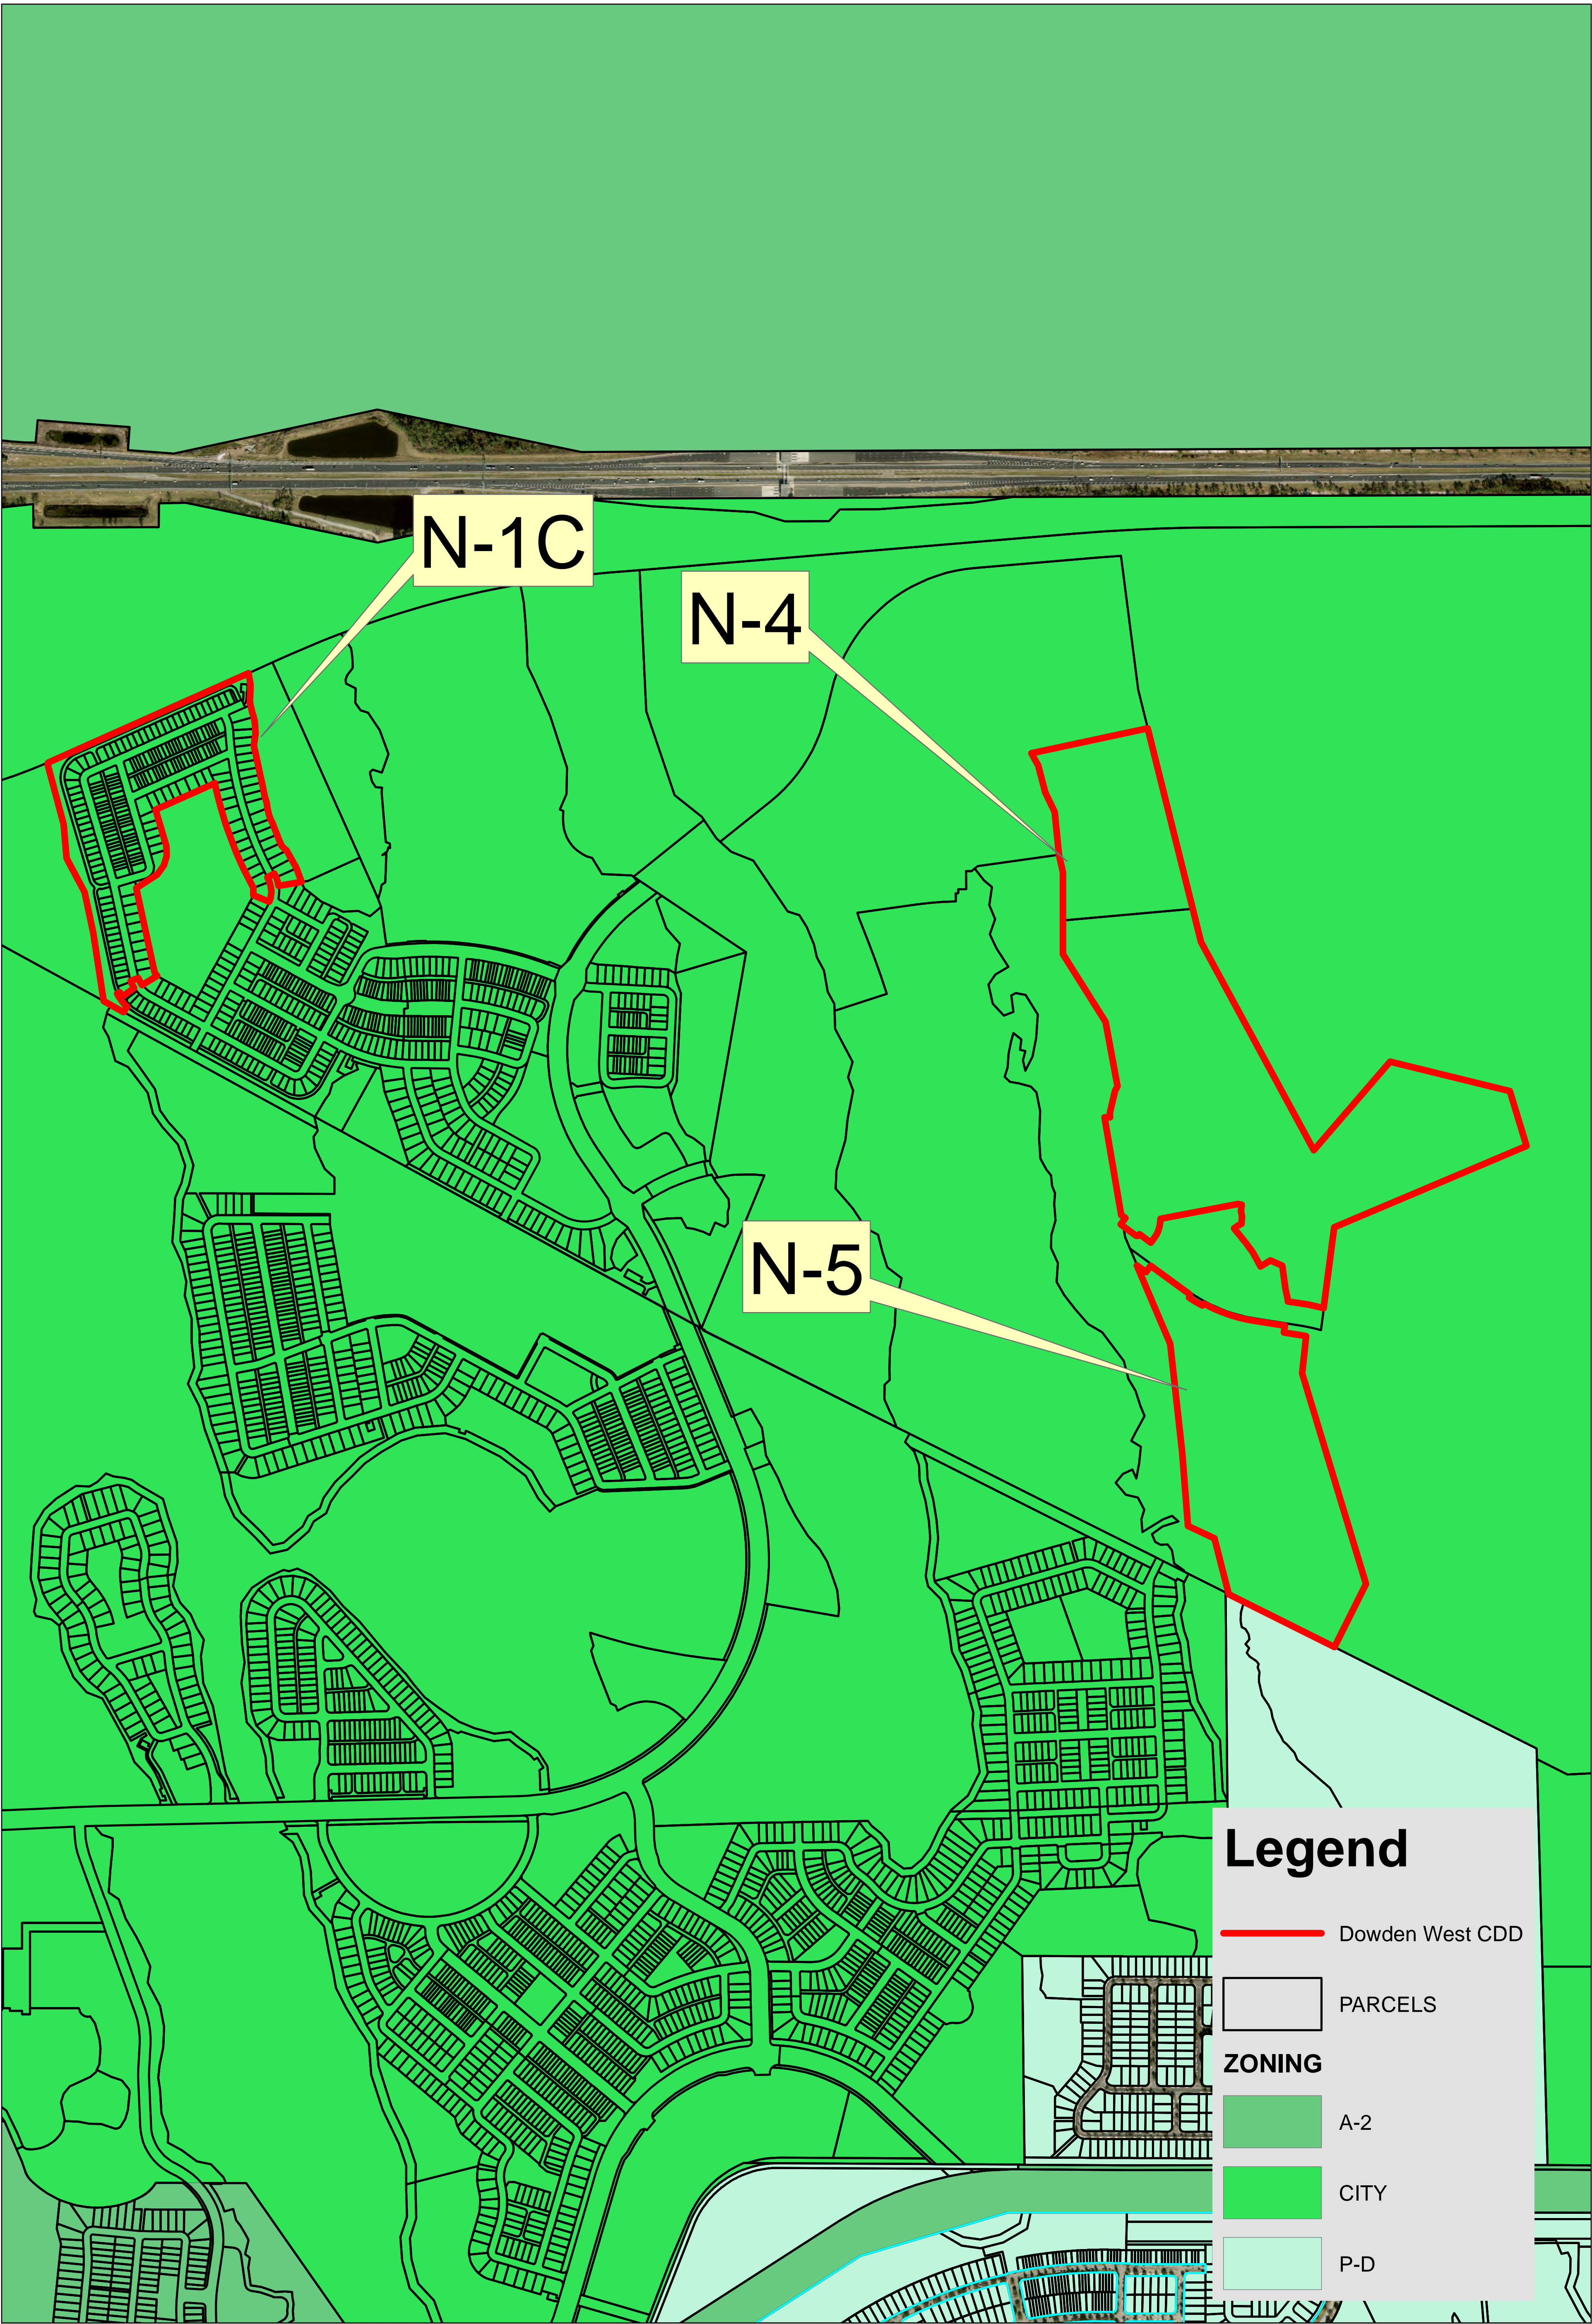 N-1C
N-4
N-5
Legend
Dowden West CDD
PARCELS
ZONING
A-2
CITY
P-D